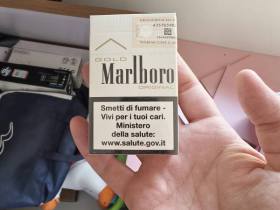 GOLD
Marlboro
ORIGINAL
Smetti di fumare -
Vivi per i tuoi cari.
Ministero
della salute:
www.salute.gov.it